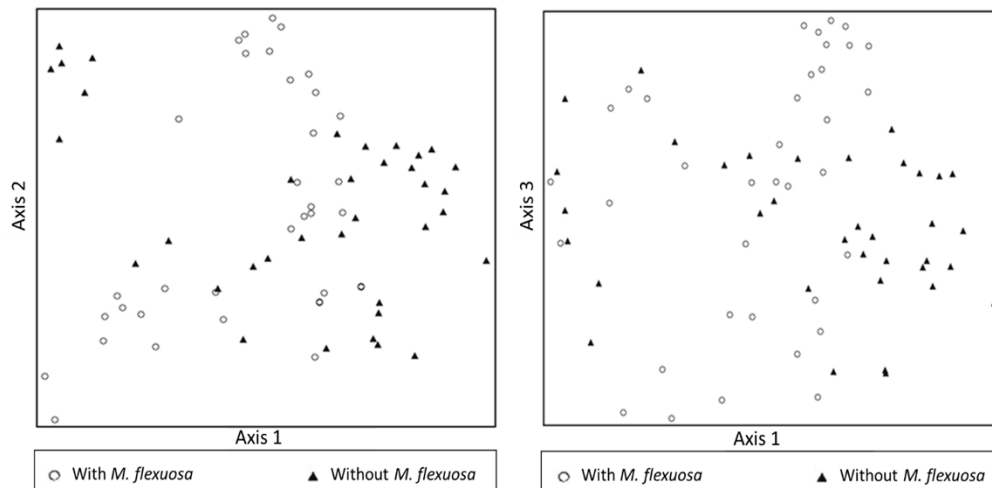 Axis 2
Axis 1
With M. flexuosa
Without M. flexuosa
Axis 3
Axis 1
With M. flexuosa
Without M. flexuosa